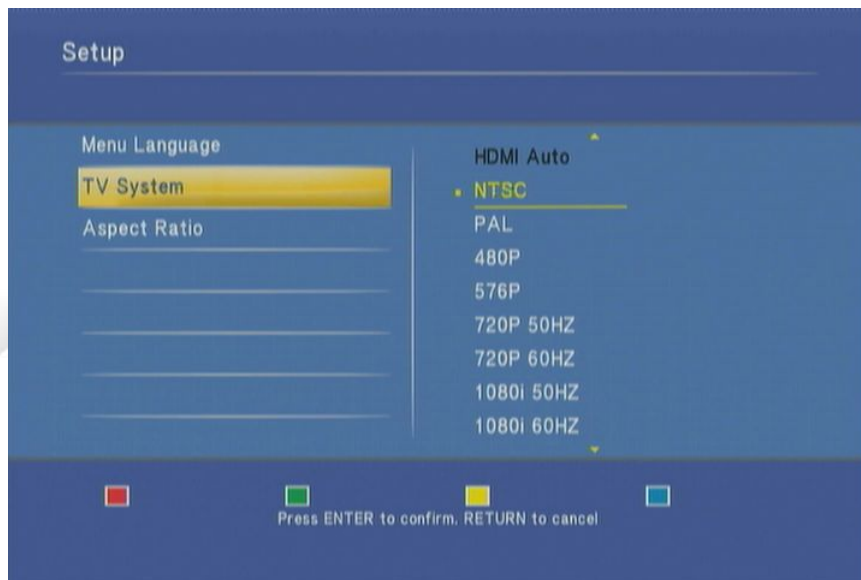 Setup
Menu Language
TV System
Aspect Ratio
HDMI Auto
NTSC
PAL
480P
576P
720P 50HZ
720P 60HZ
1080i 50HZ
1080i 60HZ
Press ENTER to confirm. RETURN to cancel